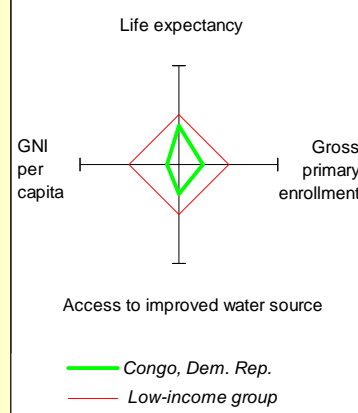 Life expectancy
GNI
per
capita
Gross
primary
enrollment
Access to improved water source
Congo, Dem. Rep.
Low-income group